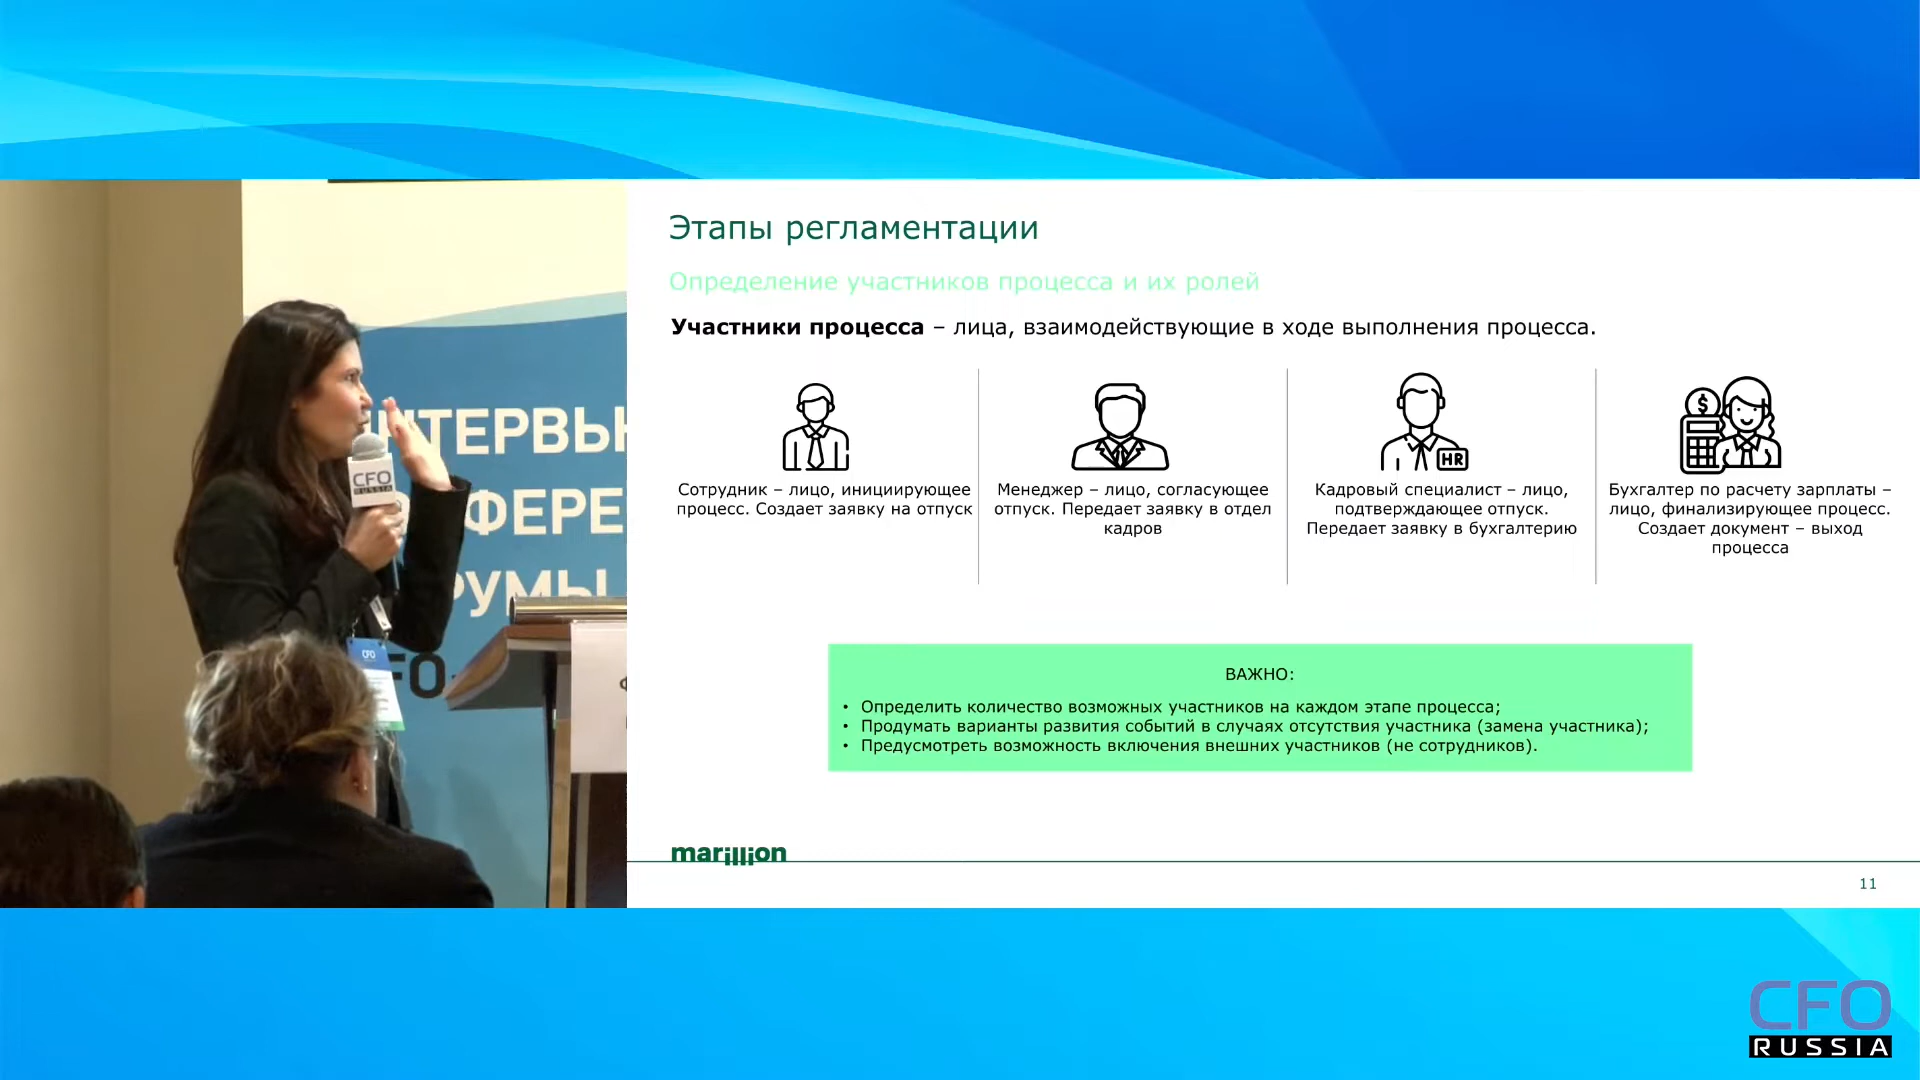 Этапы регламентации
Определение участников процесса и их ролей
Участники процесса – лица, взаимодействующие в ходе выполнения процесса.
HR
$
Сотрудник – лицо, инициирующее
процесс. Создает заявку на отпуск
Менеджер – лицо, согласующее
отпуск. Передает заявку в отдел
кадров
Кадровый специалист – лицо,
подтверждающее отпуск.
Передает заявку в бухгалтерию
Бухгалтер по расчету зарплаты –
лицо, финализирующее процесс.
Создает документ – выход
процесса
ВАЖНО:
• Определить количество возможных участников на каждом этапе процесса;
• Продумать варианты развития событий в случаях отсутствия участника (замена участника);
• Предусмотреть возможность включения внешних участников (не сотрудников).
marillion
11
НТЕРВЬЮ
ФЕРЕ
РУМЫ
CFO
RUSSIA
FO
CFO
RUSSIA